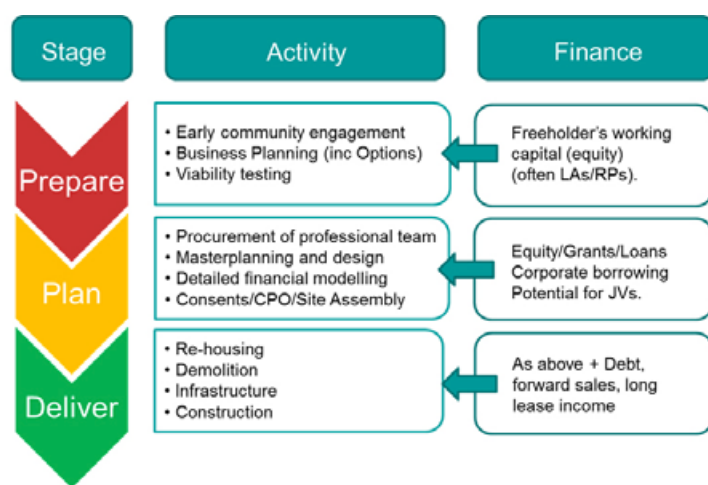 Stage
Activity
Finance
Prepare
• Early community engagement
• Business Planning (inc Options)
• Viability testing
Freeholder's working
capital (equity)
(often LAs/RPs).
Plan
• Procurement of professional team
• Masterplanning and design
• Detailed financial modelling
• Consents/CPO/Site Assembly
Equity/Grants/Loans
Corporate borrowing
Potential for JVs.
Deliver
• Re-housing
• Demolition
• Infrastructure
• Construction
As above + Debt,
forward sales, long
lease income